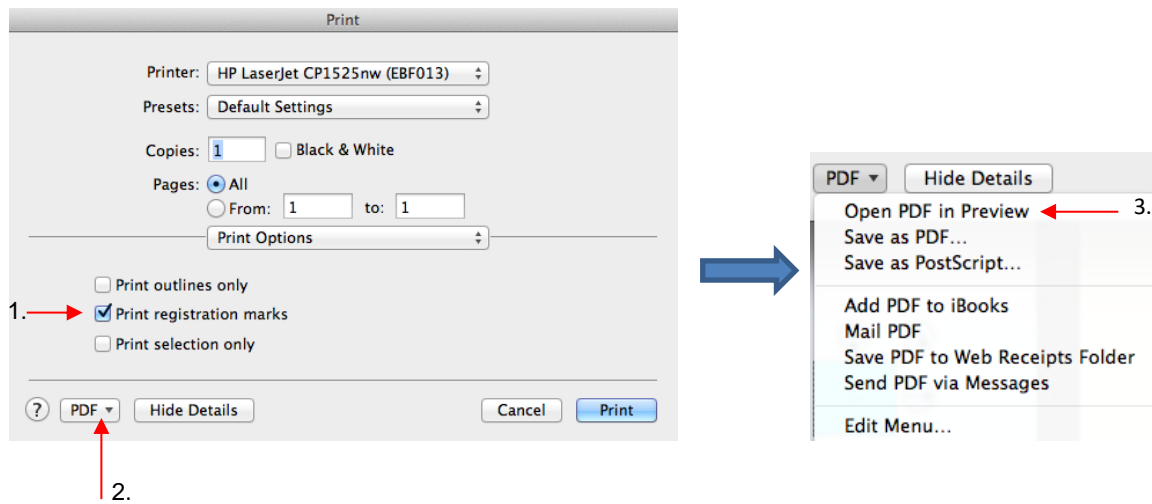 Print
Printer: HP LaserJet CP1525nw (EBF013)
Presets: Default Settings
Copies: 1 Black & White
Pages: All
From: 1 to: 1
Print Options
Print outlines only
1. Print registration marks
Print selection only
? PDF Hide Details Cancel Print
2.
PDF Hide Details
Open PDF in Preview 3.
Save as PDF...
Save as PostScript...
Add PDF to iBooks
Mail PDF
Save PDF to Web Receipts Folder
Send PDF via Messages
Edit Menu...